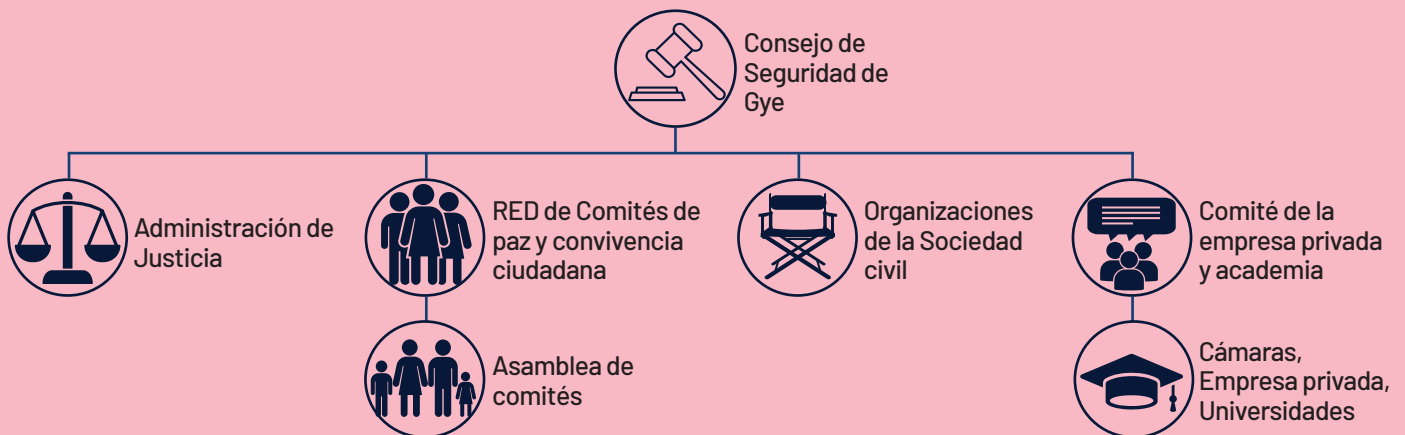 Consejo de
Seguridad de
Gye
Administración de
Justicia
RED de Comités de
paz y convivencia
ciudadana
Organizaciones
de la Sociedad
civil
Comité de la
empresa privada
y academia
Asamblea de
comités
Cámaras,
Empresa privada,
Universidades